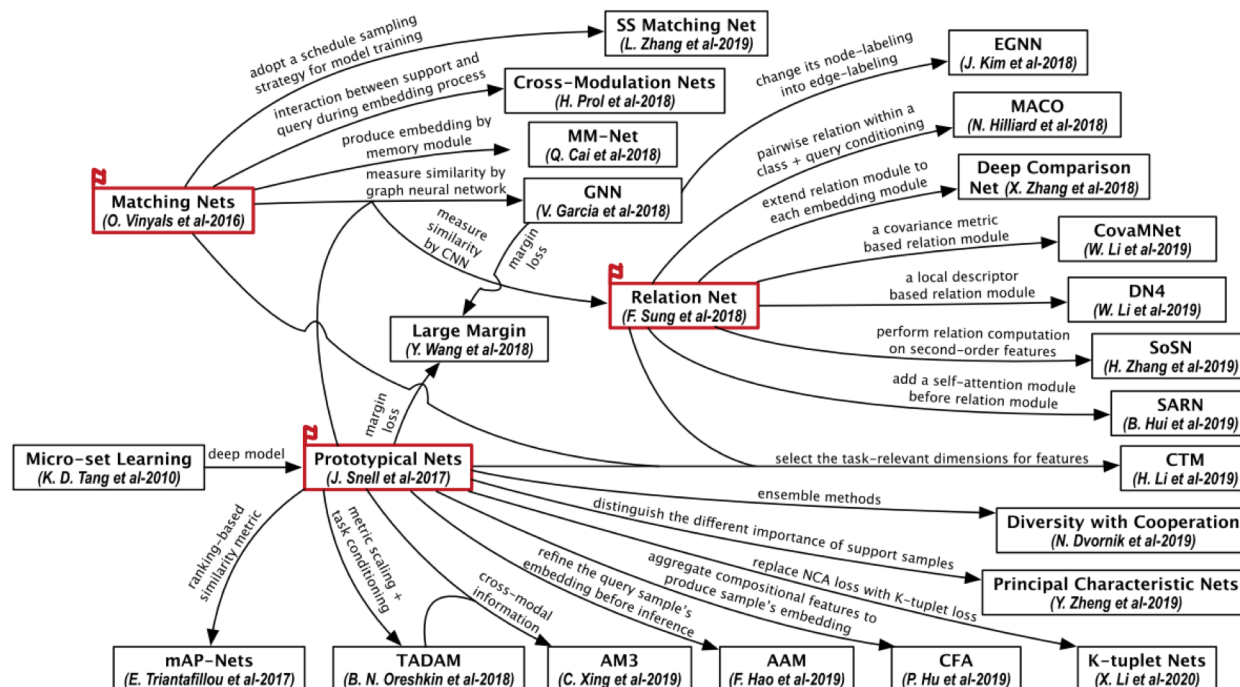 SS Matching Net
(L. Zhang et al-2019)
adopt a schedule sampling
strategy for model training
EGNN
(J. Kim et al-2018)
change its node-labeling
into edge-labeling
Cross-Modulation Nets
(H. Prol et al-2018)
interaction between support and
query during embedding process
MACO
(N. Hilliard et al-2018)
pairwise relation within a
class + query conditioning
MM-Net
(Q. Cai et al-2018)
produce embedding by
memory module
Deep Comparison
Net (X. Zhang et al-2018)
extend relation module to
each embedding module
Matching Nets
(O. Vinyals et al-2016)
measure similarity by
graph neural network
GNN
(V. Garcia et al-2018)
measure
similarity
by CNN
margin
loss
CovaMNet
(W. Li et al-2019)
a covariance metric
based relation module
Relation Net
(F. Sung et al-2018)
a local descriptor
based relation module
DN4
(W. Li et al-2019)
Large Margin
(Y. Wang et al-2018)
perform relation computation
on second-order features
SoSN
(H. Zhang et al-2019)
add a self-attention module
before relation module
SARN
(B. Hui et al-2019)
margin
loss
Micro-set Learning
(K. D. Tang et al-2010)
deep model
Prototypical Nets
(J. Snell et al-2017)
select the task-relevant dimensions for features
CTM
(H. Li et al-2019)
ensemble methods
Diversity with Cooperation
(N. Dvornik et al-2019)
distinguish the different importance of support samples
Principal Characteristic Nets
(Y. Zheng et al-2019)
ranking-based
similarity metric
metric scaling +
task conditioning
cross-modal
information
refine the query sample's
embedding before inference
aggregate compositional features to
produce sample's embedding
replace NCA loss with K-tuplet loss
mAP-Nets
(E. Triantafillou et al-2017)
TADAM
(B. N. Oreshkin et al-2018)
AM3
(C. Xing et al-2019)
AAM
(F. Hao et al-2019)
CFA
(P. Hu et al-2019)
K-tuplet Nets
(X. Li et al-2020)